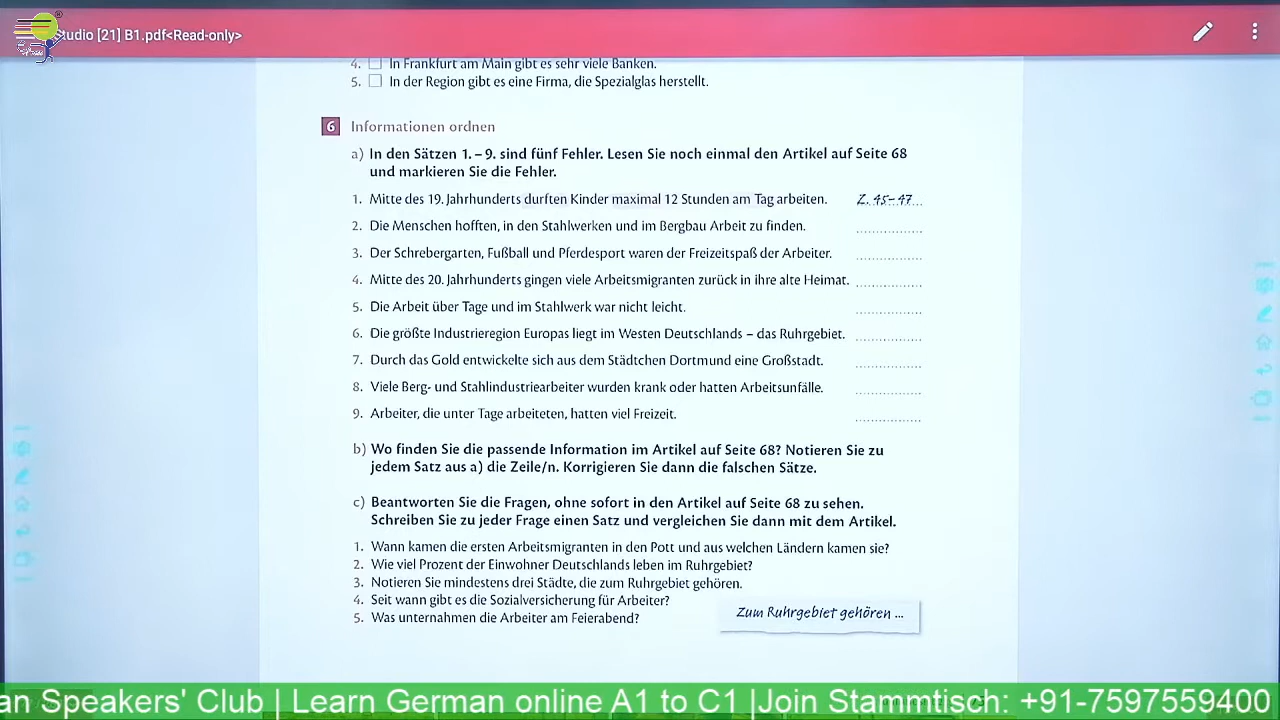 Studio [21] B1.pdf<Read-only>
4. In Frankfurt am Main gibt es sehr viele Banken.
5. In der Region gibt es eine Firma, die Spezialglas herstellt.
6 Informationen ordnen
a) In den Sätzen 1. – 9. sind fünf Fehler. Lesen Sie noch einmal den Artikel auf Seite 68
und markieren Sie die Fehler.
1. Mitte des 19. Jahrhunderts durften Kinder maximal 12 Stunden am Tag arbeiten. Z. 45–47
2. Die Menschen hofften, in den Stahlwerken und im Bergbau Arbeit zu finden.
3. Der Schrebergarten, Fußball und Pferdesport waren der Freizeitspaß der Arbeiter.
4. Mitte des 20. Jahrhunderts gingen viele Arbeitsmigranten zurück in ihre alte Heimat.
5. Die Arbeit über Tage und im Stahlwerk war nicht leicht.
6. Die größte Industrieregion Europas liegt im Westen Deutschlands – das Ruhrgebiet.
7. Durch das Gold entwickelte sich aus dem Städtchen Dortmund eine Großstadt.
8. Viele Berg- und Stahlindustriearbeiter wurden krank oder hatten Arbeitsunfälle.
9. Arbeiter, die unter Tage arbeiteten, hatten viel Freizeit.
b) Wo finden Sie die passende Information im Artikel auf Seite 68? Notieren Sie zu
jedem Satz aus a) die Zeile/n. Korrigieren Sie dann die falschen Sätze.
c) Beantworten Sie die Fragen, ohne sofort in den Artikel auf Seite 68 zu sehen.
Schreiben Sie zu jeder Frage einen Satz und vergleichen Sie dann mit dem Artikel.
1. Wann kamen die ersten Arbeitsmigranten in den Pott und aus welchen Ländern kamen sie?
2. Wie viel Prozent der Einwohner Deutschlands leben im Ruhrgebiet?
3. Notieren Sie mindestens drei Städte, die zum Ruhrgebiet gehören.
4. Seit wann gibt es die Sozialversicherung für Arbeiter?
5. Was unternahmen die Arbeiter am Feierabend?
Zum Ruhrgebiet gehören ...
an Speakers' Club | Learn German online A1 to C1 |Join Stammtisch: +91-7597559400